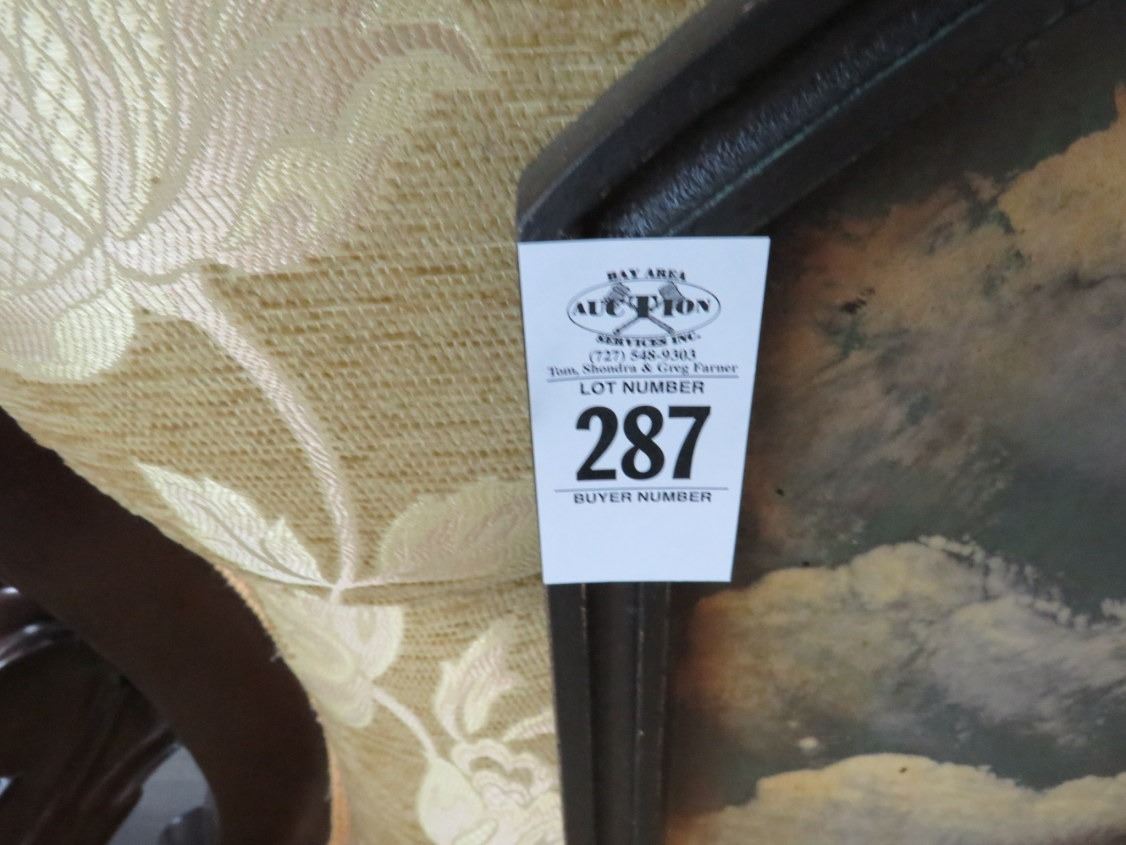 BAY AREA
AUCTION
SERVICES INC.
(727) 548-9303
Tom, Shondra & Greg Farner
LOT NUMBER
287
BUYER NUMBER